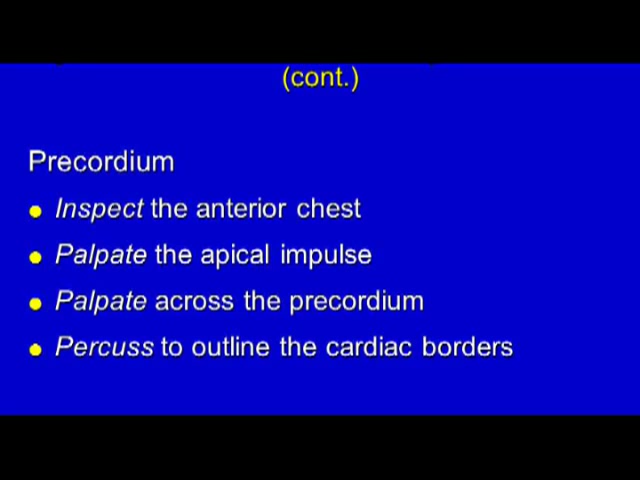 (cont.)
Precordium
Inspect the anterior chest
Palpate the apical impulse
Palpate across the precordium
Percuss to outline the cardiac borders